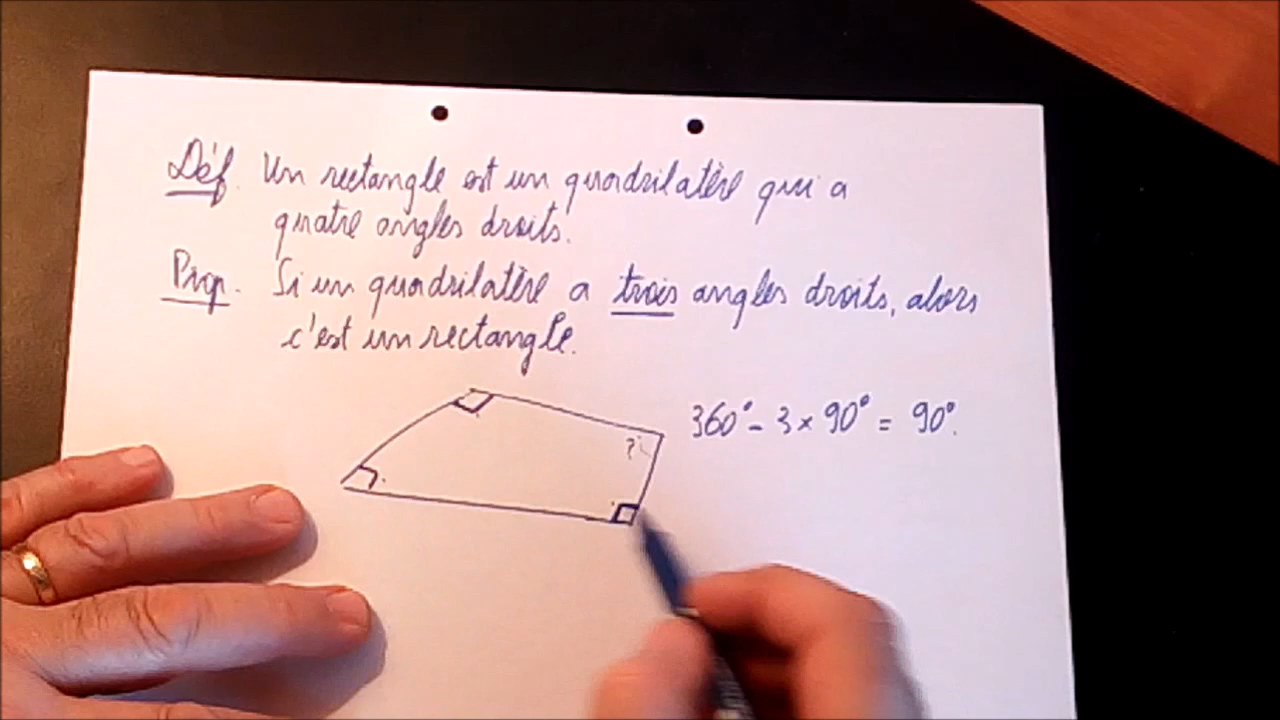 Déf. Un rectangle est un quadrilatère qui a
quatre angles droits.
Prop. Si un quadrilatère a trois angles droits, alors
c'est un rectangle.
360° - 3 × 90° = 90°.
?